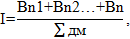 I=Bn1+Bn2...+Bn
∑ дм ,